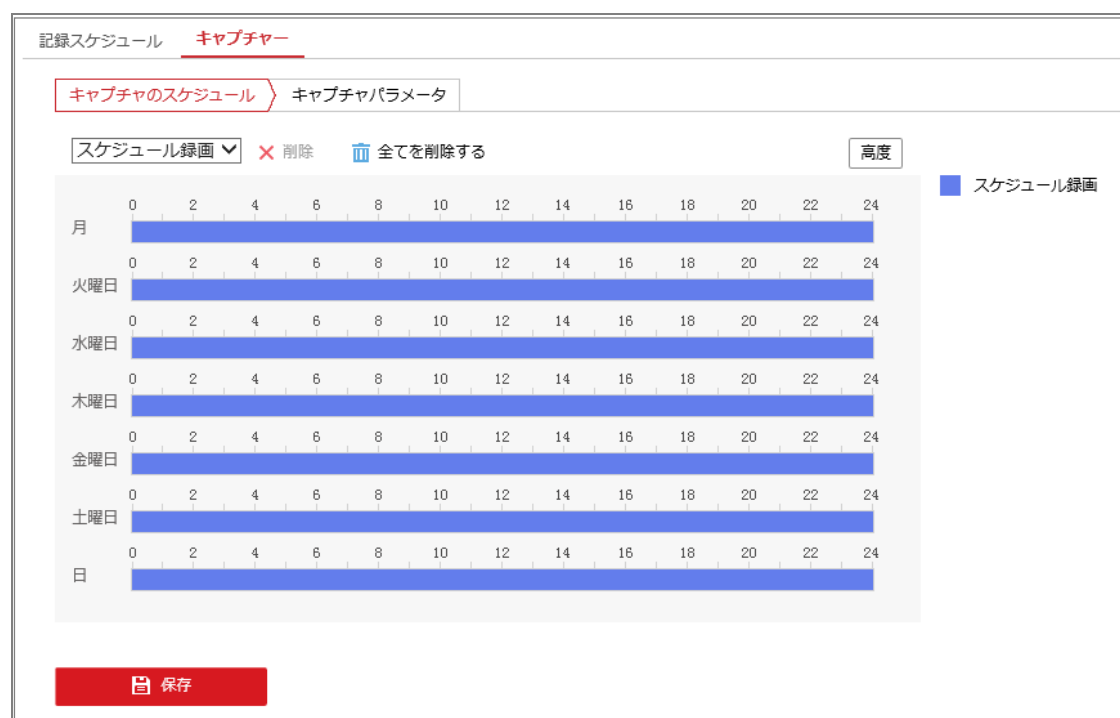 記録スケジュール キャプチャー
キャプチャのスケジュール キャプチャパラメータ
スケジュール録画 削除 全てを削除する 高度
スケジュール録画
0 2 4 6 8 10 12 14 16 18 20 22 24
月
0 2 4 6 8 10 12 14 16 18 20 22 24
火曜日
0 2 4 6 8 10 12 14 16 18 20 22 24
水曜日
0 2 4 6 8 10 12 14 16 18 20 22 24
木曜日
0 2 4 6 8 10 12 14 16 18 20 22 24
金曜日
0 2 4 6 8 10 12 14 16 18 20 22 24
土曜日
0 2 4 6 8 10 12 14 16 18 20 22 24
日
保存